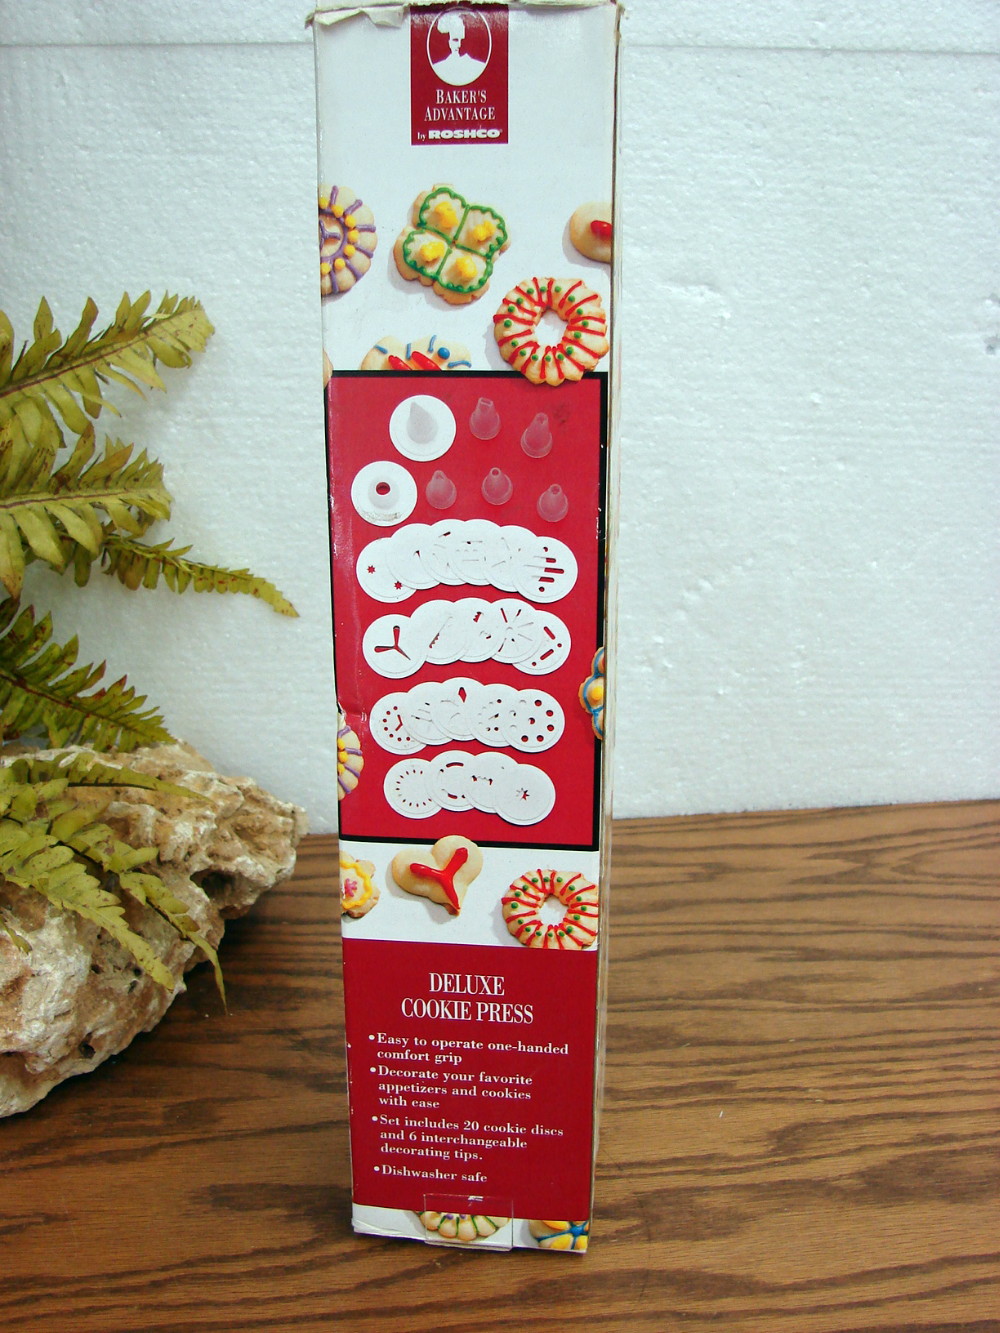 BAKER'S
ADVANTAGE
by ROSHCO®
DELUXE
COOKIE PRESS
•Easy to operate one-handed
comfort grip
•Decorate your favorite
appetizers and cookies
with ease
•Set includes 20 cookie discs
and 6 interchangeable
decorating tips.
•Dishwasher safe